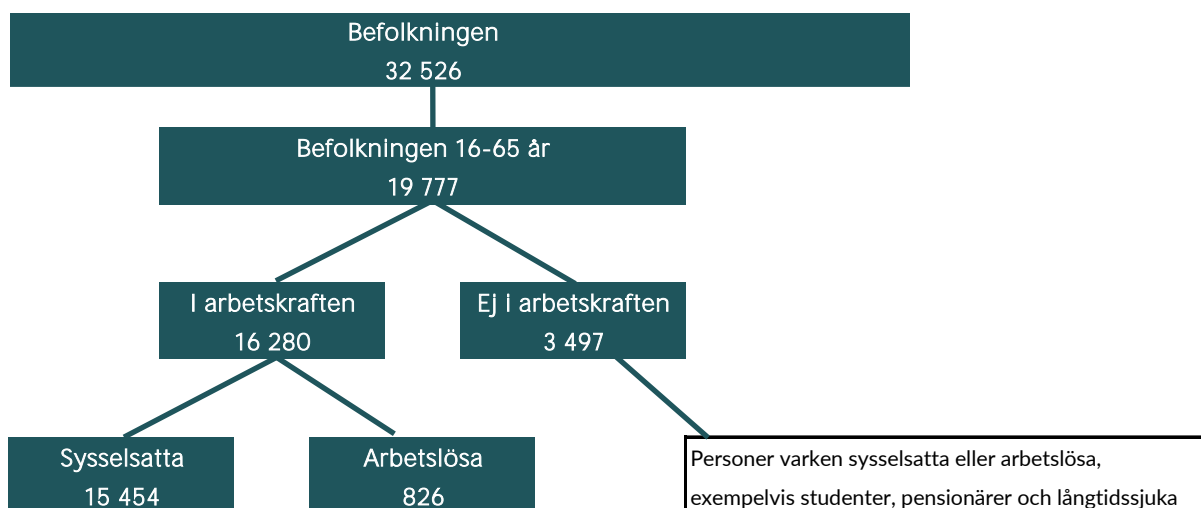 Befolkningen
32 526
Befolkningen 16-65 år
19 777
I arbetskraften
16 280
Ej i arbetskraften
3 497
Sysselsatta
15 454
Arbetslösa
826
Personer varken sysselsatta eller arbetslösa,
exempelvis studenter, pensionärer och långtidssjuka